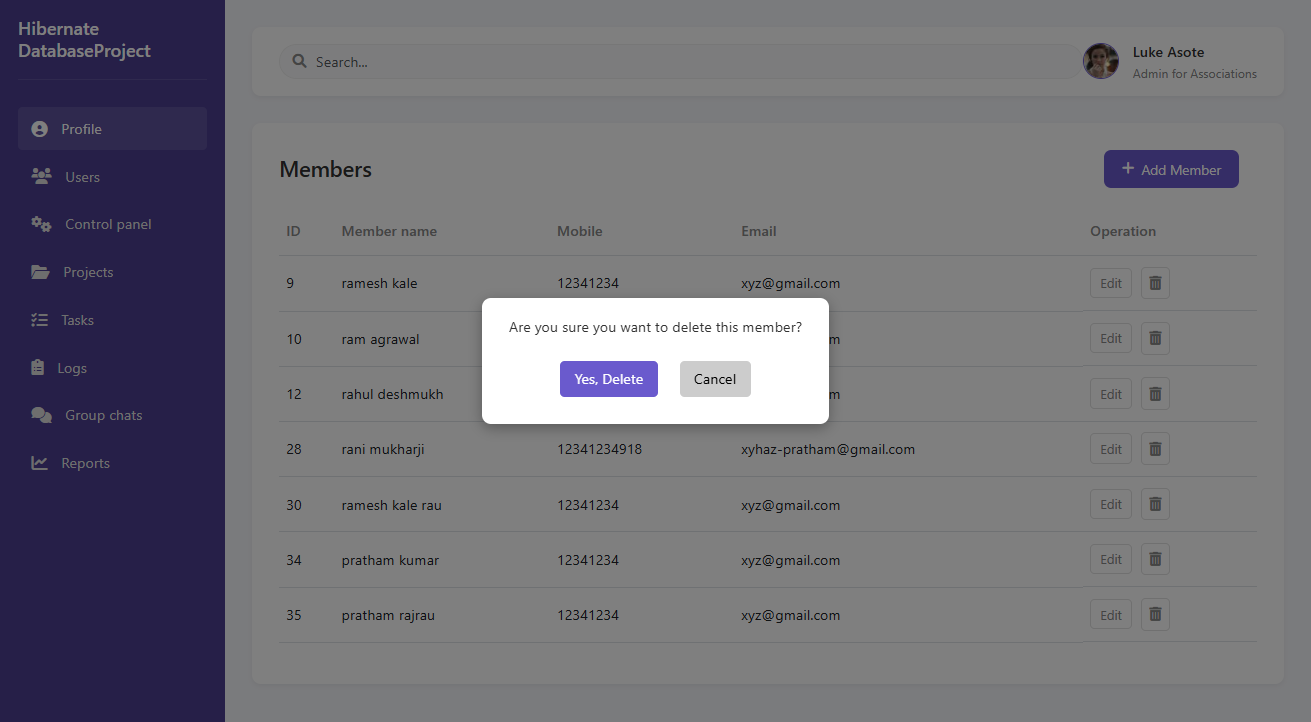 Hibernate
DatabaseProject
Profile
Users
Control panel
Projects
Tasks
Logs
Group chats
Reports
Search...
Luke Asote
Admin for Associations
Members
Add Member
ID Member name Mobile Email Operation
9 ramesh kale 12341234 xyz@gmail.com Edit
10 ram agrawal m Edit
12 rahul deshmukh m Edit
28 rani mukharji 12341234918 xyhaz-pratham@gmail.com Edit
30 ramesh kale rau 12341234 xyz@gmail.com Edit
34 pratham kumar 12341234 xyz@gmail.com Edit
35 pratham rajrau 12341234 xyz@gmail.com Edit
Are you sure you want to delete this member?
Yes, Delete Cancel